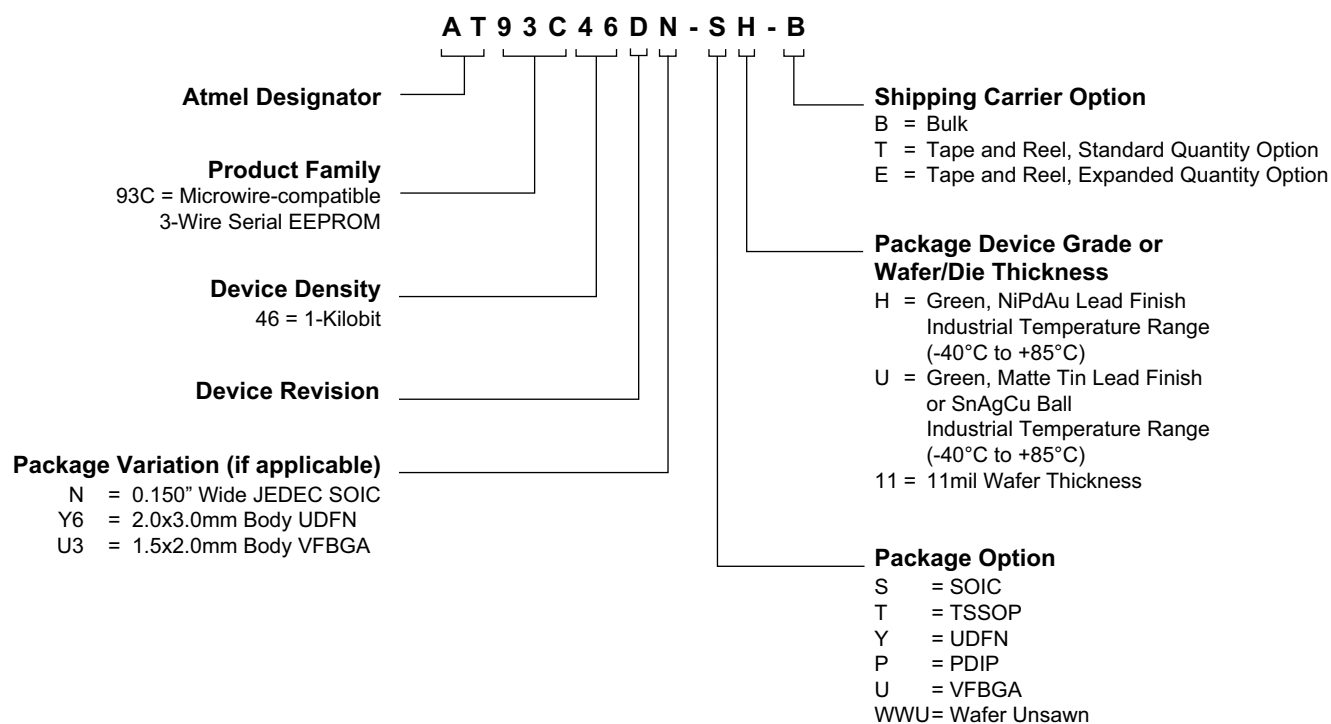 AT93C46DN-SH-B
Atmel Designator
Product Family
93C = Microwire-compatible
3-Wire Serial EEPROM
Device Density
46 = 1-Kilobit
Device Revision
Package Variation (if applicable)
N = 0.150” Wide JEDEC SOIC
Y6 = 2.0x3.0mm Body UDFN
U3 = 1.5x2.0mm Body VFBGA
Shipping Carrier Option
B = Bulk
T = Tape and Reel, Standard Quantity Option
E = Tape and Reel, Expanded Quantity Option
Package Device Grade or
Wafer/Die Thickness
H = Green, NiPdAu Lead Finish
Industrial Temperature Range
(-40°C to +85°C)
U = Green, Matte Tin Lead Finish
or SnAgCu Ball
Industrial Temperature Range
(-40°C to +85°C)
11 = 11mil Wafer Thickness
Package Option
S = SOIC
T = TSSOP
Y = UDFN
P = PDIP
U = VFBGA
WWU= Wafer Unsawn